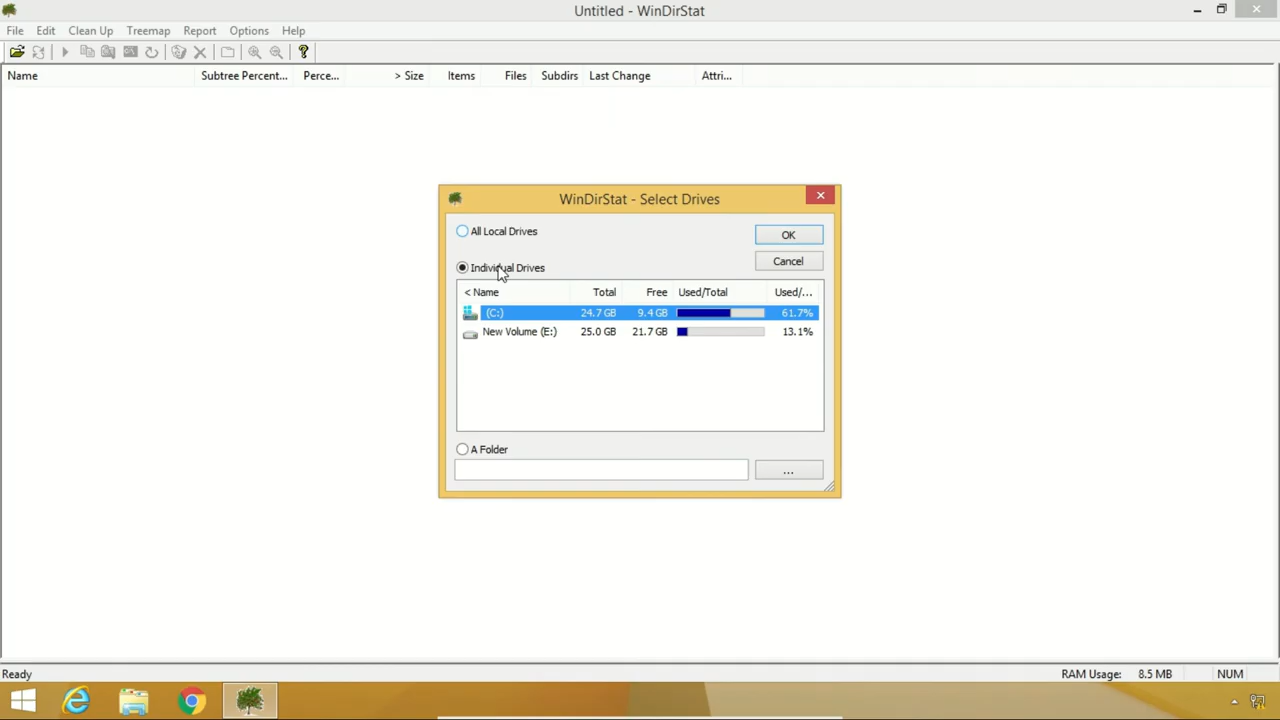 Untitled - WinDirStat
File Edit Clean Up Treemap Report Options Help
Name Subtree Percent... Perce... > Size Items Files Subdirs Last Change Attri...
WinDirStat - Select Drives
All Local Drives
OK
Cancel
Individual Drives
< Name Total Free Used/Total Used/...
(C:) 24.7 GB 9.4 GB 61.7%
New Volume (E:) 25.0 GB 21.7 GB 13.1%
A Folder
...
Ready RAM Usage: 8.5 MB NUM